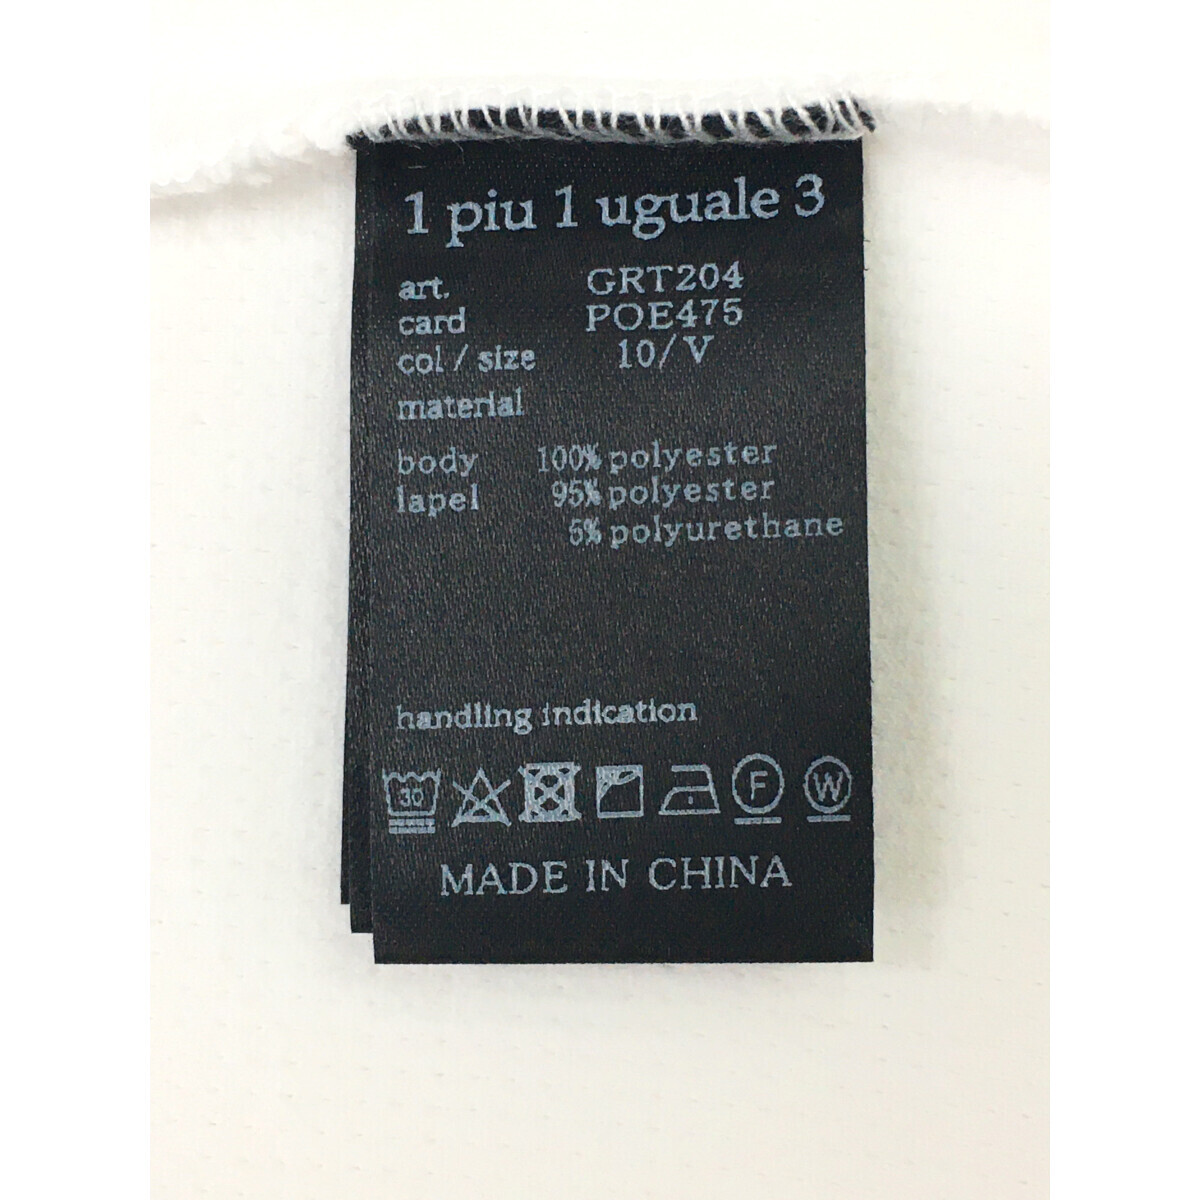 1 piu 1 uguale 3
art. GRT204
card POE475
col / size 10/V
material
body 100% polyester
lapel 95% polyester
5% polyurethane
handling indication
30 F W
MADE IN CHINA